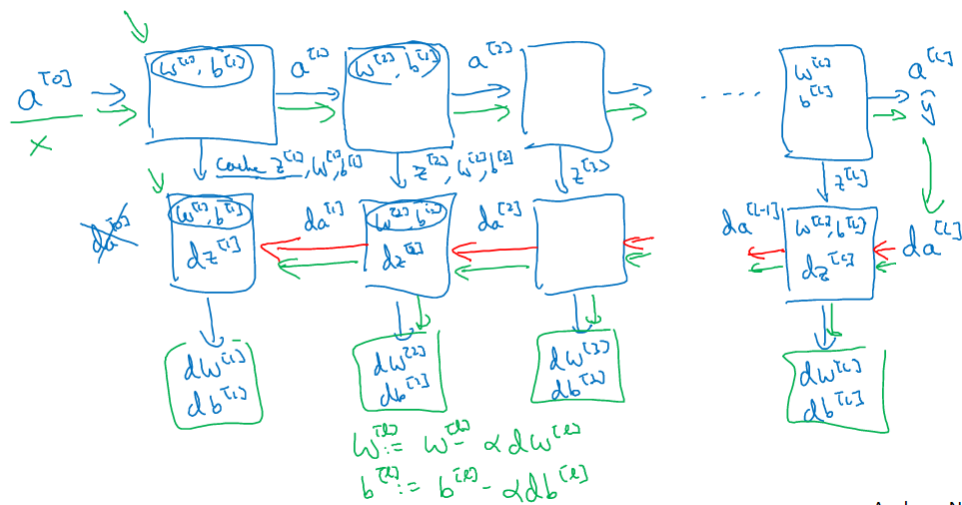 a^[0]
x
w^[1], b^[1]
a^[1]
w^[2], b^[2]
a^[2]
w^[L]
b^[L]
a^[L]
ŷ
cache z^[1], w^[1], b^[1]
z^[2], w^[2], b^[2]
z^[3]
z^[L]
da^[0]
w^[1], b^[1]
dz^[1]
da^[1]
w^[2], b^[2]
dz^[2]
da^[2]
da^[L-1]
w^[L], b^[L]
dz^[L]
da^[L]
dw^[1]
db^[1]
dw^[2]
db^[2]
dw^[3]
db^[3]
dw^[L]
db^[L]
w^[l] := w^[l] - αdw^[l]
b^[l] := b^[l] - αdb^[l]